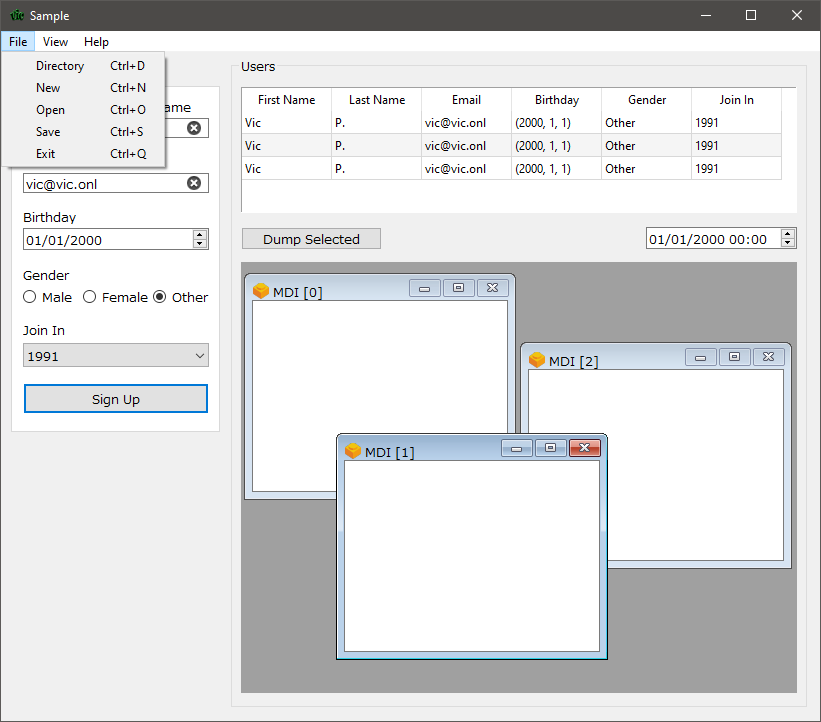 vic Sample
File View Help
Directory Ctrl+D
New Ctrl+N
Open Ctrl+O
Save Ctrl+S
Exit Ctrl+Q
vic@vic.onl
Birthday
01/01/2000
Gender
Male Female Other
Join In
1991
Sign Up
Users
First Name Last Name Email Birthday Gender Join In
Vic P. vic@vic.onl (2000, 1, 1) Other 1991
Vic P. vic@vic.onl (2000, 1, 1) Other 1991
Vic P. vic@vic.onl (2000, 1, 1) Other 1991
Dump Selected 01/01/2000 00:00
MDI [0]
MDI [2]
MDI [1]